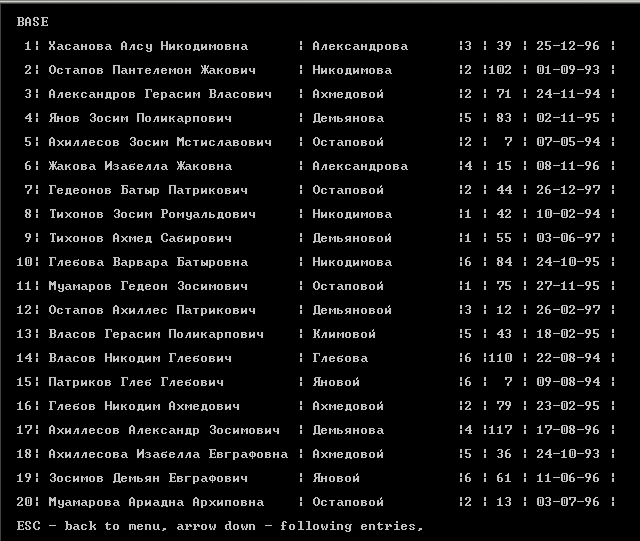 BASE
1¦ Хасанова Алсу Никодимовна ¦ Александрова ¦3 ¦ 39 ¦ 25-12-96 ¦
2¦ Остапов Пантелемон Жакович ¦ Никодимова ¦2 ¦102 ¦ 01-09-93 ¦
3¦ Александров Герасим Власович ¦ Ахмедовой ¦2 ¦ 71 ¦ 24-11-94 ¦
4¦ Янов Зосим Поликарпович ¦ Демьянова ¦5 ¦ 83 ¦ 02-11-95 ¦
5¦ Ахиллесов Зосим Мстиславович ¦ Остаповой ¦2 ¦ 7 ¦ 07-05-94 ¦
6¦ Жакова Изабелла Жаковна ¦ Александрова ¦4 ¦ 15 ¦ 08-11-96 ¦
7¦ Гедеонов Батыр Патрикович ¦ Остаповой ¦2 ¦ 44 ¦ 26-12-97 ¦
8¦ Тихонов Зосим Ромуальдович ¦ Никодимова ¦1 ¦ 42 ¦ 10-02-94 ¦
9¦ Тихонов Ахмед Сабирович ¦ Демьяновой ¦1 ¦ 55 ¦ 03-06-97 ¦
10¦ Глебова Варвара Батыровна ¦ Никодимова ¦6 ¦ 84 ¦ 24-10-95 ¦
11¦ Муамаров Гедеон Зосимович ¦ Остаповой ¦1 ¦ 75 ¦ 27-11-95 ¦
12¦ Остапов Ахиллес Патрикович ¦ Демьяновой ¦3 ¦ 12 ¦ 26-02-97 ¦
13¦ Власов Герасим Поликарпович ¦ Климовой ¦5 ¦ 43 ¦ 18-02-95 ¦
14¦ Власов Никодим Глебович ¦ Глебова ¦6 ¦110 ¦ 22-08-94 ¦
15¦ Патриков Глеб Глебович ¦ Яновой ¦6 ¦ 7 ¦ 09-08-94 ¦
16¦ Глебов Никодим Ахмедович ¦ Ахмедовой ¦2 ¦ 79 ¦ 23-02-95 ¦
17¦ Ахиллесов Александр Зосимович ¦ Демьянова ¦4 ¦117 ¦ 17-08-96 ¦
18¦ Ахиллесова Изабелла Евграфовна ¦ Ахмедовой ¦5 ¦ 36 ¦ 24-10-93 ¦
19¦ Зосимов Демьян Евграфович ¦ Яновой ¦6 ¦ 61 ¦ 11-06-96 ¦
20¦ Муамарова Ариадна Архиповна ¦ Остаповой ¦2 ¦ 13 ¦ 03-07-96 ¦
ESC - back to menu, arrow down - following entries,